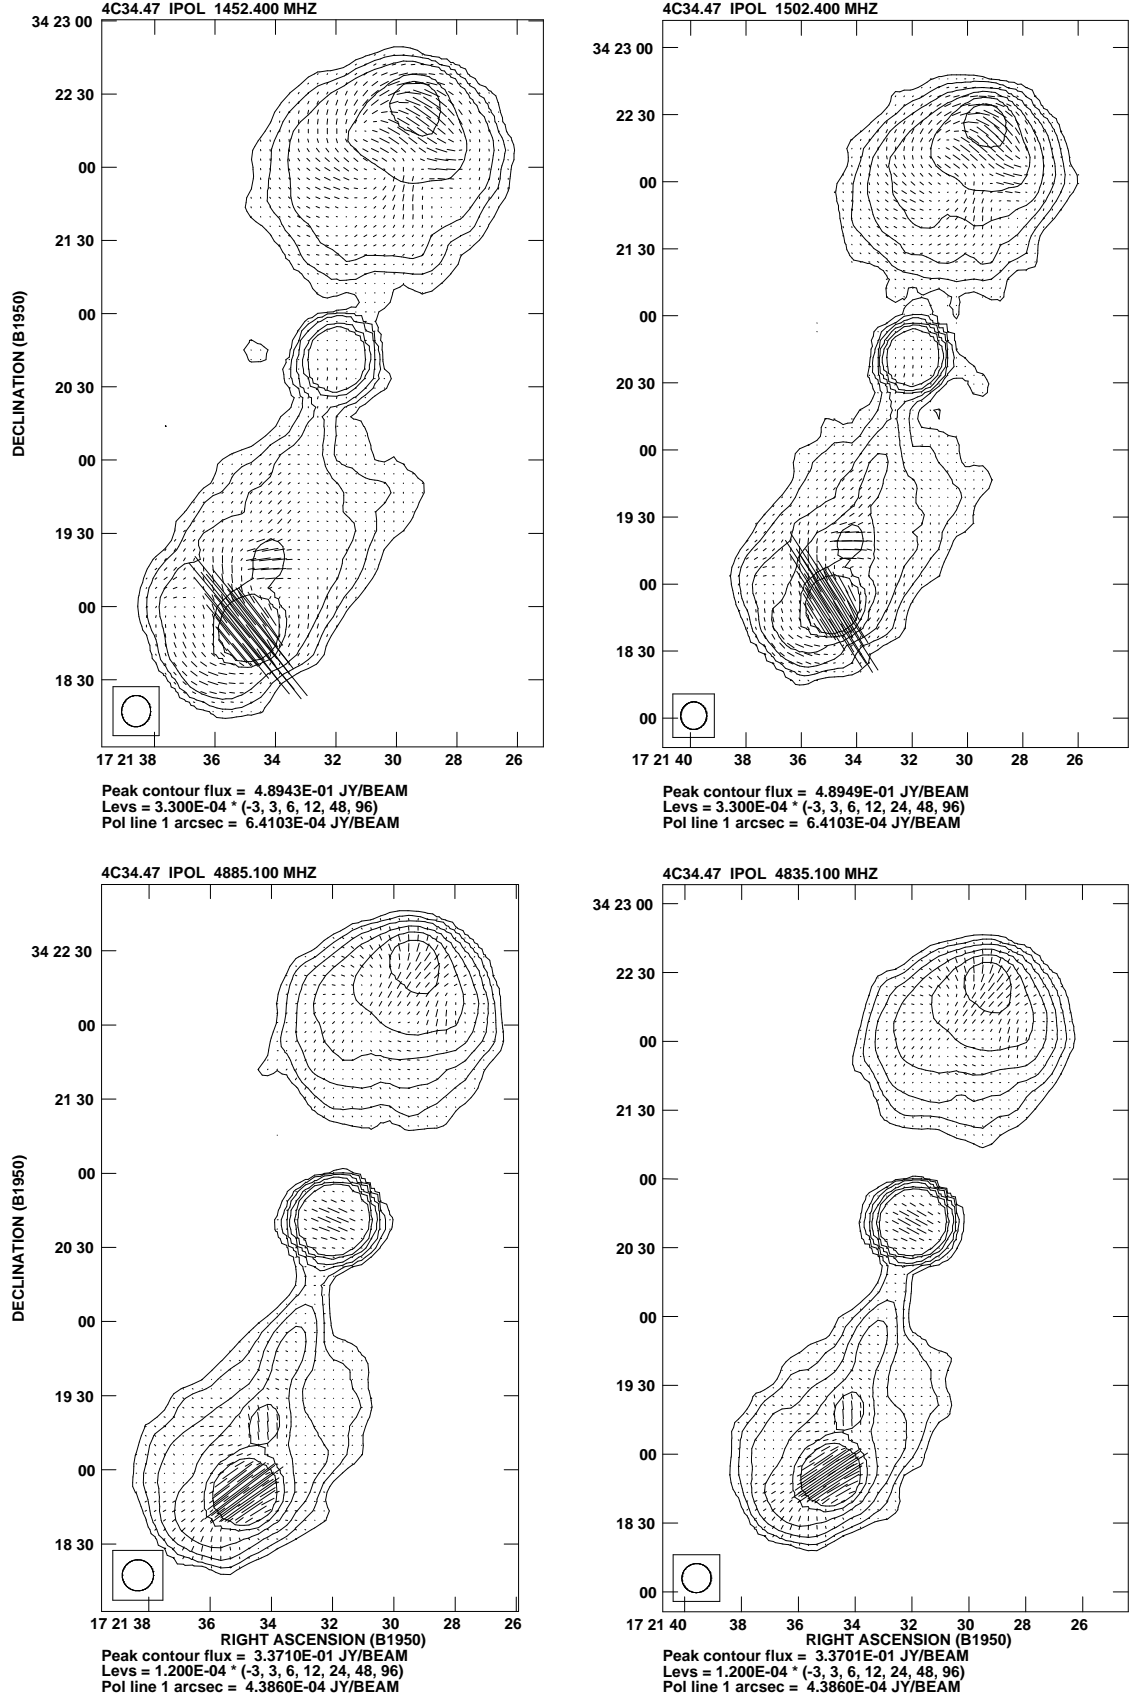 4C34.47 IPOL 1452.400 MHZ
34 23 00
22 30
00
21 30
00
20 30
00
19 30
00
18 30
DECLINATION (B1950)
17 21 38 36 34 32 30 28 26
Peak contour flux = 4.8943E-01 JY/BEAM
Levs = 3.300E-04 * (-3, 3, 6, 12, 48, 96)
Pol line 1 arcsec = 6.4103E-04 JY/BEAM
4C34.47 IPOL 1502.400 MHZ
34 23 00
22 30
00
21 30
00
20 30
00
19 30
00
18 30
00
17 21 40 38 36 34 32 30 28 26
Peak contour flux = 4.8949E-01 JY/BEAM
Levs = 3.300E-04 * (-3, 3, 6, 12, 24, 48, 96)
Pol line 1 arcsec = 6.4103E-04 JY/BEAM
4C34.47 IPOL 4885.100 MHZ
34 22 30
00
21 30
00
20 30
00
19 30
00
18 30
DECLINATION (B1950)
17 21 38 36 34 32 30 28 26
RIGHT ASCENSION (B1950)
Peak contour flux = 3.3710E-01 JY/BEAM
Levs = 1.200E-04 * (-3, 3, 6, 12, 24, 48, 96)
Pol line 1 arcsec = 4.3860E-04 JY/BEAM
4C34.47 IPOL 4835.100 MHZ
34 23 00
22 30
00
21 30
00
20 30
00
19 30
00
18 30
00
17 21 40 38 36 34 32 30 28 26
RIGHT ASCENSION (B1950)
Peak contour flux = 3.3701E-01 JY/BEAM
Levs = 1.200E-04 * (-3, 3, 6, 12, 24, 48, 96)
Pol line 1 arcsec = 4.3860E-04 JY/BEAM